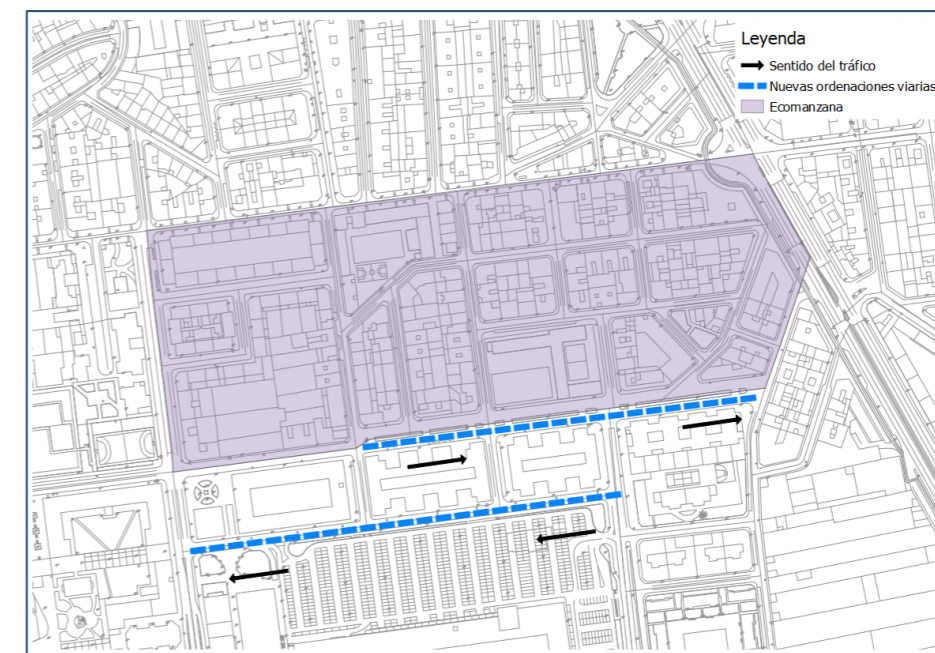 Leyenda
Sentido del tráfico
Nuevas ordenaciones viarias
Ecomanzana